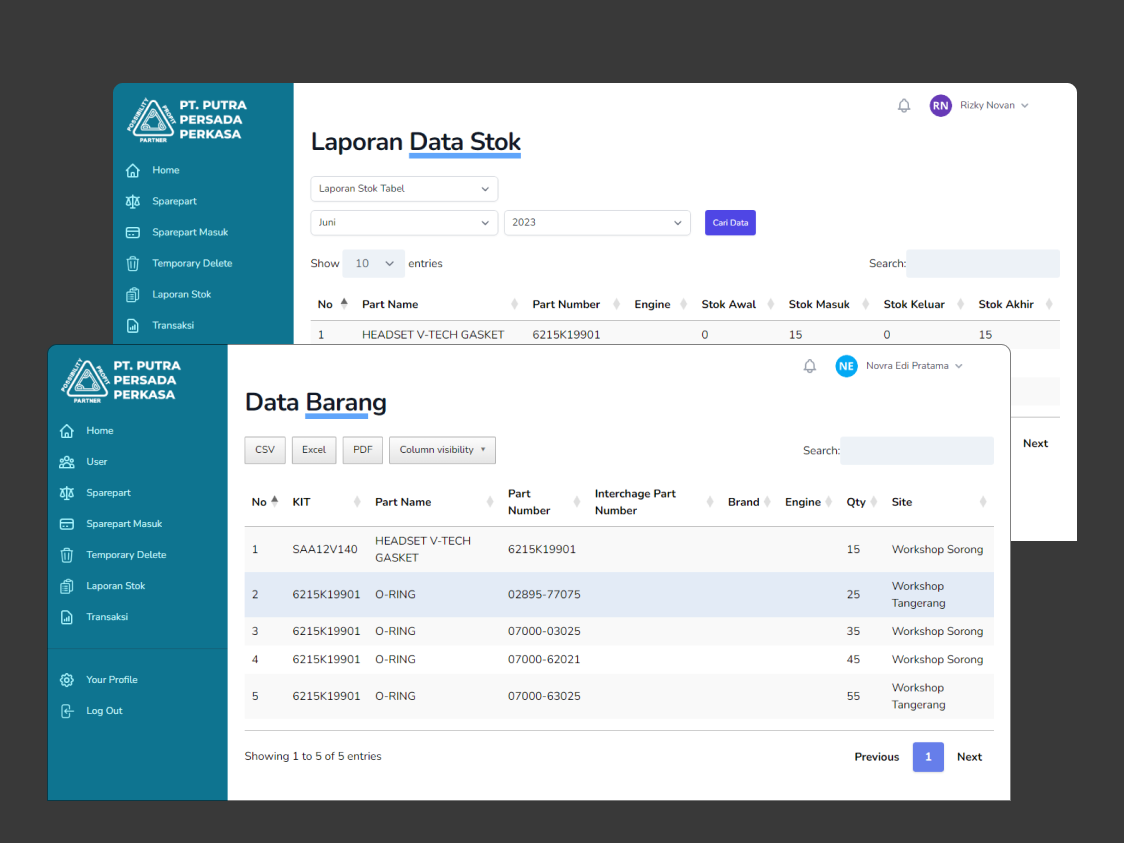 POSSIBILITY
PROFIT
PARTNER
PT. PUTRA
PERSADA
PERKASA
Home
Sparepart
Sparepart Masuk
Temporary Delete
Laporan Stok
Transaksi
RN Rizky Novan
Laporan Data Stok
Laporan Stok Tabel
Juni 2023 Cari Data
Show 10 entries Search:
No Part Name Part Number Engine Stok Awal Stok Masuk Stok Keluar Stok Akhir
1 HEADSET V-TECH GASKET 6215K19901 0 15 0 15
Next
POSSIBILITY
PROFIT
PARTNER
PT. PUTRA
PERSADA
PERKASA
Home
User
Sparepart
Sparepart Masuk
Temporary Delete
Laporan Stok
Transaksi
Your Profile
Log Out
NE Novra Edi Pratama
Data Barang
CSV Excel PDF Column visibility Search:
No KIT Part Name Part Number Interchage Part Number Brand Engine Qty Site
1 SAA12V140 HEADSET V-TECH GASKET 6215K19901 15 Workshop Sorong
2 6215K19901 O-RING 02895-77075 25 Workshop Tangerang
3 6215K19901 O-RING 07000-03025 35 Workshop Sorong
4 6215K19901 O-RING 07000-62021 45 Workshop Sorong
5 6215K19901 O-RING 07000-63025 55 Workshop Tangerang
Showing 1 to 5 of 5 entries Previous 1 Next